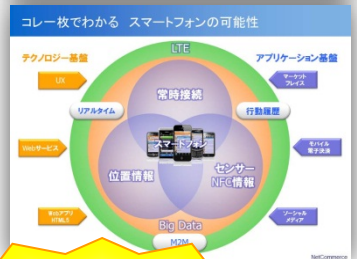 コレ一枚でわかる スマートフォンの可能性
テクノロジー基盤
LTE
アプリケーション基盤
UX
マーケット
プレイス
常時接続
リアルタイム
行動履歴
Webサービス
スマートフォン
モバイル
電子決済
位置情報
センサー
NFC情報
Webアプリ
HTML5
ソーシャル
メディア
Big Data
M2M
NetCommerce